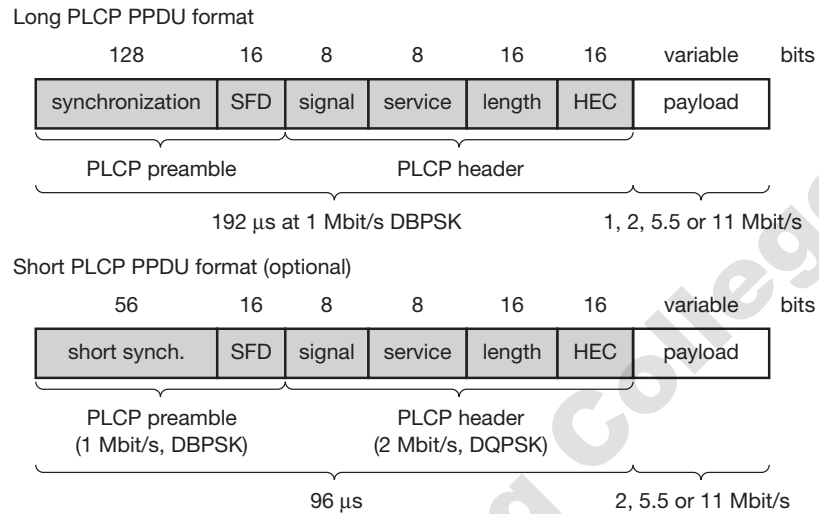 Long PLCP PPDU format
128 16 8 8 16 16 variable bits
synchronization SFD signal service length HEC payload
PLCP preamble PLCP header
192 μs at 1 Mbit/s DBPSK 1, 2, 5.5 or 11 Mbit/s
Short PLCP PPDU format (optional)
56 16 8 8 16 16 variable bits
short synch. SFD signal service length HEC payload
PLCP preamble PLCP header
(1 Mbit/s, DBPSK) (2 Mbit/s, DQPSK)
96 μs 2, 5.5 or 11 Mbit/s
College